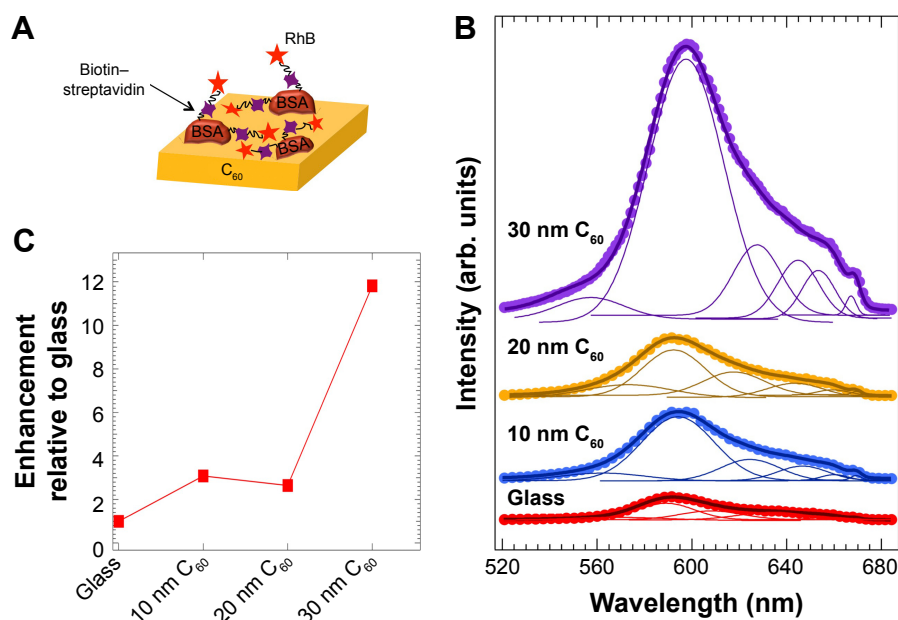 A
RhB
Biotin–
streptavidin
BSA
BSA
BSA
C60
B
Intensity (arb. units)
30 nm C60
20 nm C60
10 nm C60
Glass
520 560 600 640 680
Wavelength (nm)
C
Enhancement
relative to glass
12
10
8
6
4
2
0
Glass
10 nm C60
20 nm C60
30 nm C60